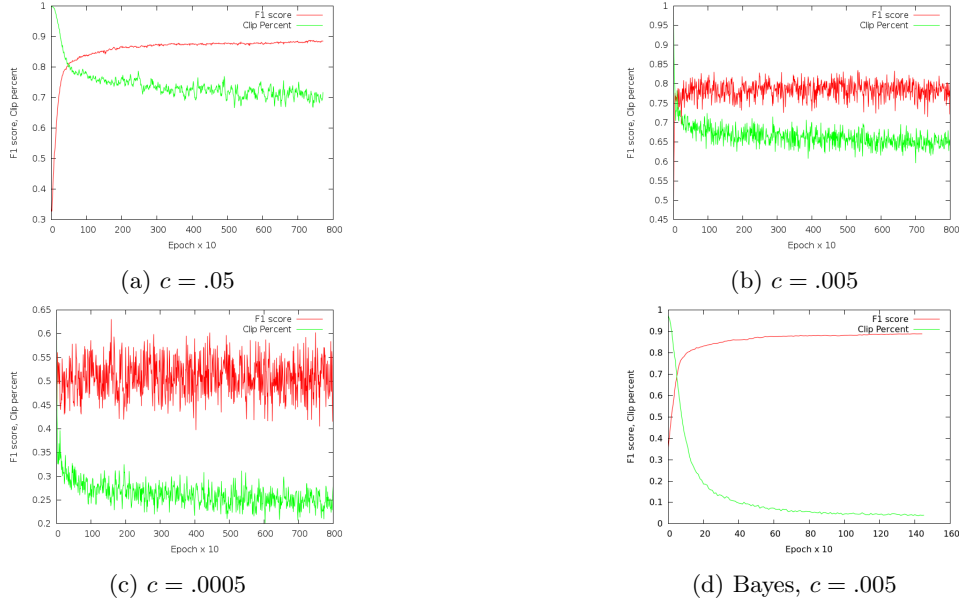 F1 score
Clip Percent
F1 score, Clip percent
1
0.9
0.8
0.7
0.6
0.5
0.4
0.3
0 100 200 300 400 500 600 700 800
Epoch x 10
(a) c = .05
F1 score
Clip Percent
F1 score, Clip percent
1
0.95
0.9
0.85
0.8
0.75
0.7
0.65
0.6
0.55
0.5
0.45
0 100 200 300 400 500 600 700 800
Epoch x 10
(b) c = .005
F1 score
Clip Percent
F1 score, Clip percent
0.65
0.6
0.55
0.5
0.45
0.4
0.35
0.3
0.25
0.2
0 100 200 300 400 500 600 700 800
Epoch x 10
(c) c = .0005
F1 score
Clip Percent
F1 score, Clip percent
1
0.9
0.8
0.7
0.6
0.5
0.4
0.3
0.2
0.1
0
0 20 40 60 80 100 120 140 160
Epoch x 10
(d) Bayes, c = .005